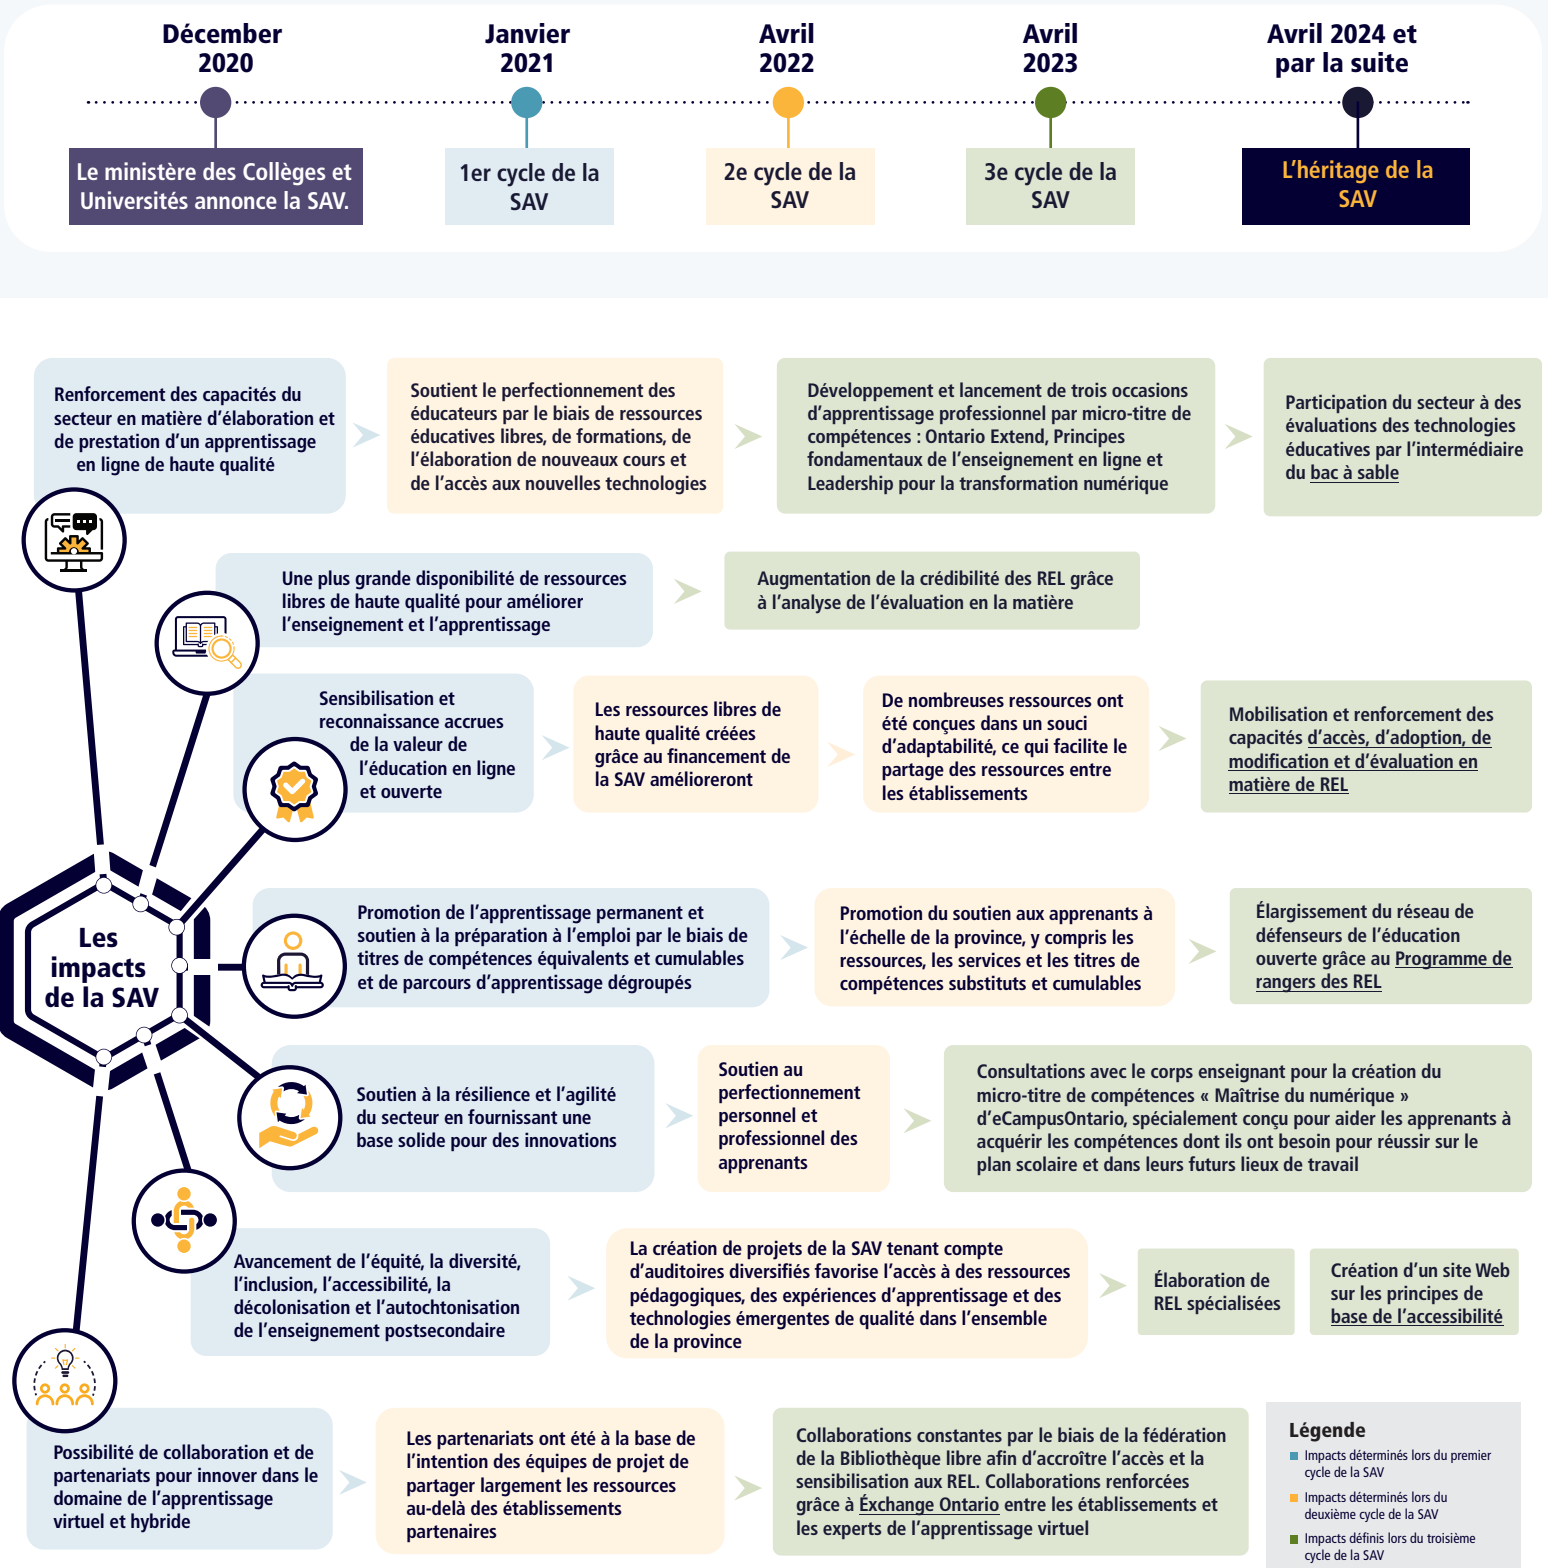 Décembre
2020
Janvier
2021
Avril
2022
Avril
2023
Avril 2024 et
par la suite
Le ministère des Collèges et
Universités annonce la SAV.
1er cycle de la
SAV
2e cycle de la
SAV
3e cycle de la
SAV
L’héritage de la
SAV
Renforcement des capacités du
secteur en matière d’élaboration et
de prestation d’un apprentissage
en ligne de haute qualité
Soutient le perfectionnement des
éducateurs par le biais de ressources
éducatives libres, de formations, de
l’élaboration de nouveaux cours et
de l’accès aux nouvelles technologies
Développement et lancement de trois occasions
d’apprentissage professionnel par micro-titre de
compétences : Ontario Extend, Principes
fondamentaux de l’enseignement en ligne et
Leadership pour la transformation numérique
Participation du secteur à des
évaluations des technologies
éducatives par l’intermédiaire
du bac à sable
Une plus grande disponibilité de ressources
libres de haute qualité pour améliorer
l’enseignement et l’apprentissage
Augmentation de la crédibilité des REL grâce
à l’analyse de l’évaluation en la matière
Sensibilisation et
reconnaissance accrues
de la valeur de
l’éducation en ligne
et ouverte
Les ressources libres de
haute qualité créées
grâce au financement de
la SAV amélioreront
De nombreuses ressources ont
été conçues dans un souci
d’adaptabilité, ce qui facilite le
partage des ressources entre
les établissements
Mobilisation et renforcement des
capacités d’accès, d’adoption, de
modification et d’évaluation en
matière de REL
Les
impacts
de la SAV
Promotion de l’apprentissage permanent et
soutien à la préparation à l’emploi par le biais de
titres de compétences équivalents et cumulables
et de parcours d’apprentissage dégroupés
Promotion du soutien aux apprenants à
l’échelle de la province, y compris les
ressources, les services et les titres de
compétences substituts et cumulables
Élargissement du réseau de
défenseurs de l’éducation
ouverte grâce au Programme de
rangers des REL
Soutien à la résilience et l’agilité
du secteur en fournissant une
base solide pour des innovations
Soutien au
perfectionnement
personnel et
professionnel des
apprenants
Consultations avec le corps enseignant pour la création du
micro-titre de compétences « Maîtrise du numérique »
d’eCampusOntario, spécialement conçu pour aider les apprenants à
acquérir les compétences dont ils ont besoin pour réussir sur le
plan scolaire et dans leurs futurs lieux de travail
Avancement de l’équité, la diversité,
l’inclusion, l’accessibilité, la
décolonisation et l’autochtonisation
de l’enseignement postsecondaire
La création de projets de la SAV tenant compte
d’auditoires diversifiés favorise l’accès à des ressources
pédagogiques, des expériences d’apprentissage et des
technologies émergentes de qualité dans l’ensemble
de la province
Élaboration de
REL spécialisées
Création d’un site Web
sur les principes de
base de l’accessibilité
Possibilité de collaboration et de
partenariats pour innover dans le
domaine de l’apprentissage
virtuel et hybride
Les partenariats ont été à la base de
l’intention des équipes de projet de
partager largement les ressources
au-delà des établissements
partenaires
Collaborations constantes par le biais de la fédération
de la Bibliothèque libre afin d’accroître l’accès et la
sensibilisation aux REL. Collaborations renforcées
grâce à Éxchange Ontario entre les établissements et
les experts de l’apprentissage virtuel
Légende
Impacts déterminés lors du premier
cycle de la SAV
Impacts déterminés lors du
deuxième cycle de la SAV
Impacts définis lors du troisième
cycle de la SAV